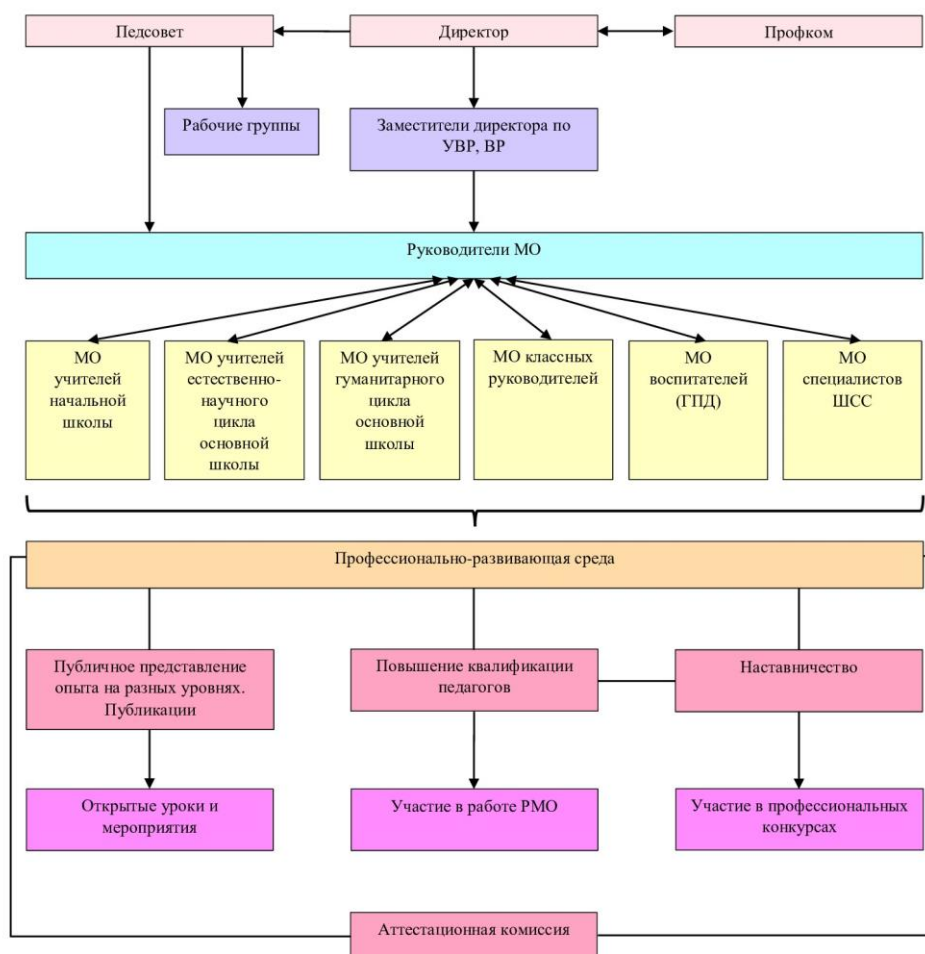 Педсовет
Директор
Профком
Рабочие группы
Заместители директора по
УВР, ВР
Руководители МО
МО
учителей
начальной
школы
МО учителей
естественно-
научного
цикла
основной
школы
МО учителей
гуманитарного
цикла
основной
школы
МО классных
руководителей
МО
воспитателей
(ГПД)
МО
специалистов
ШСС
Профессионально-развивающая среда
Публичное представление
опыта на разных уровнях.
Публикации
Повышение квалификации
педагогов
Наставничество
Открытые уроки и
мероприятия
Участие в работе РМО
Участие в профессиональных
конкурсах
Аттестационная комиссия